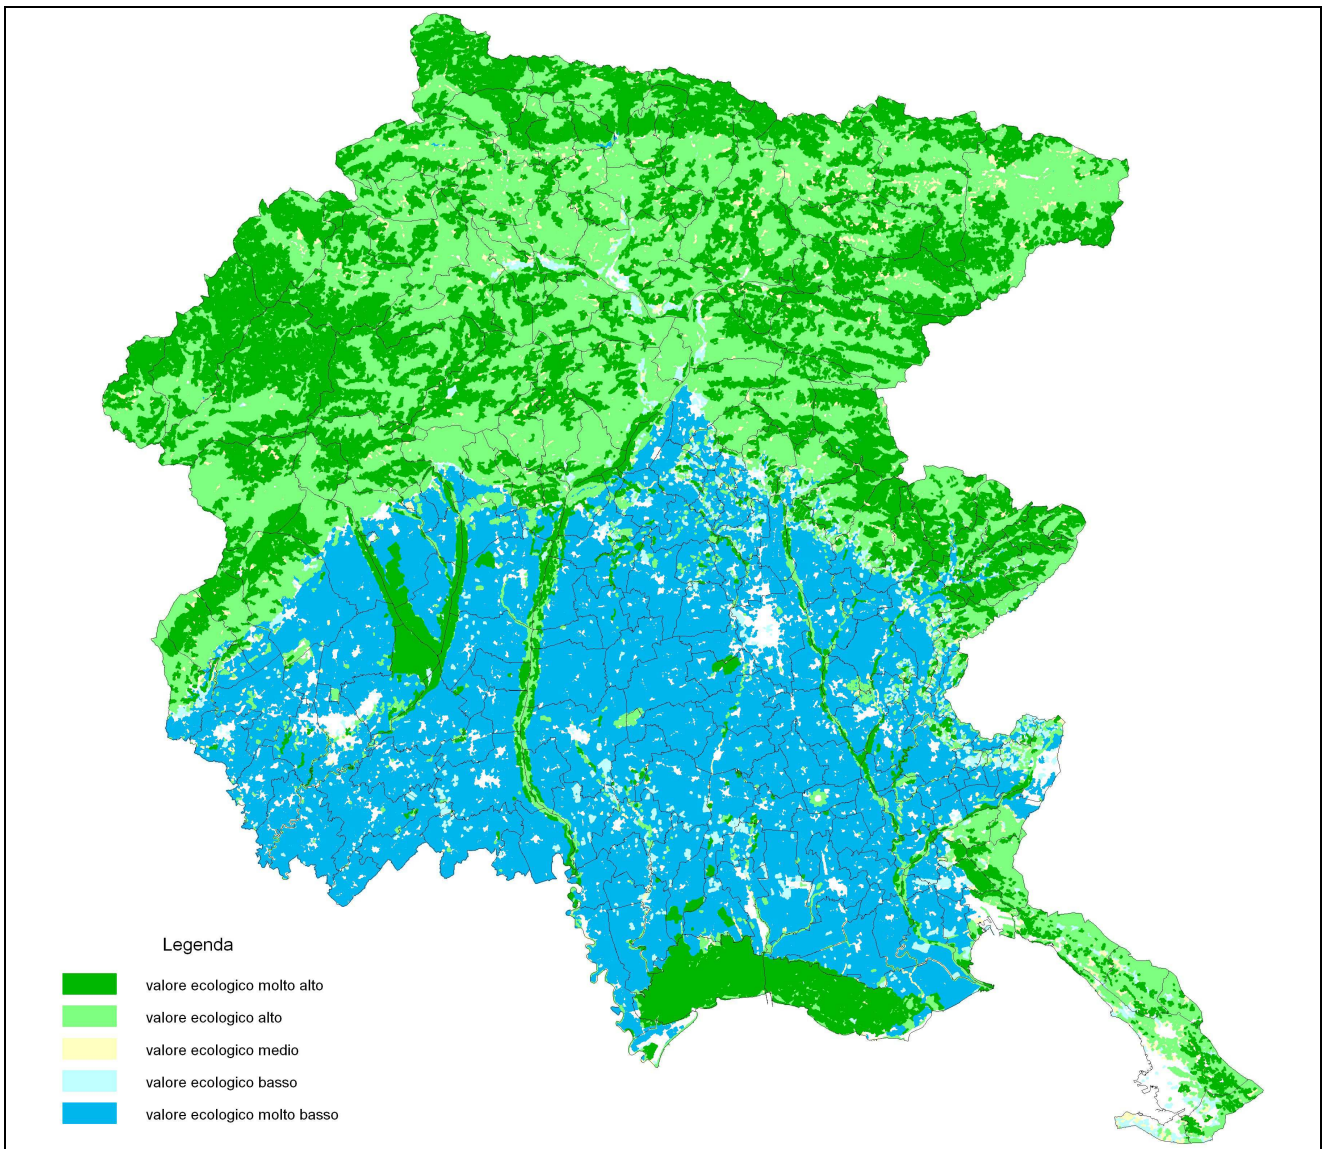 Legenda
valore ecologico molto alto
valore ecologico alto
valore ecologico medio
valore ecologico basso
valore ecologico molto basso